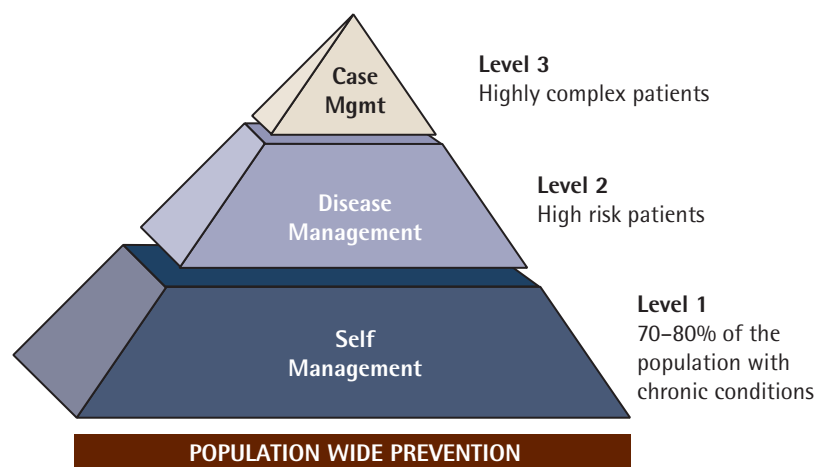 Case
Mgmt
Level 3
Highly complex patients
Disease
Management
Level 2
High risk patients
Self
Management
Level 1
70–80% of the
population with
chronic conditions
POPULATION WIDE PREVENTION